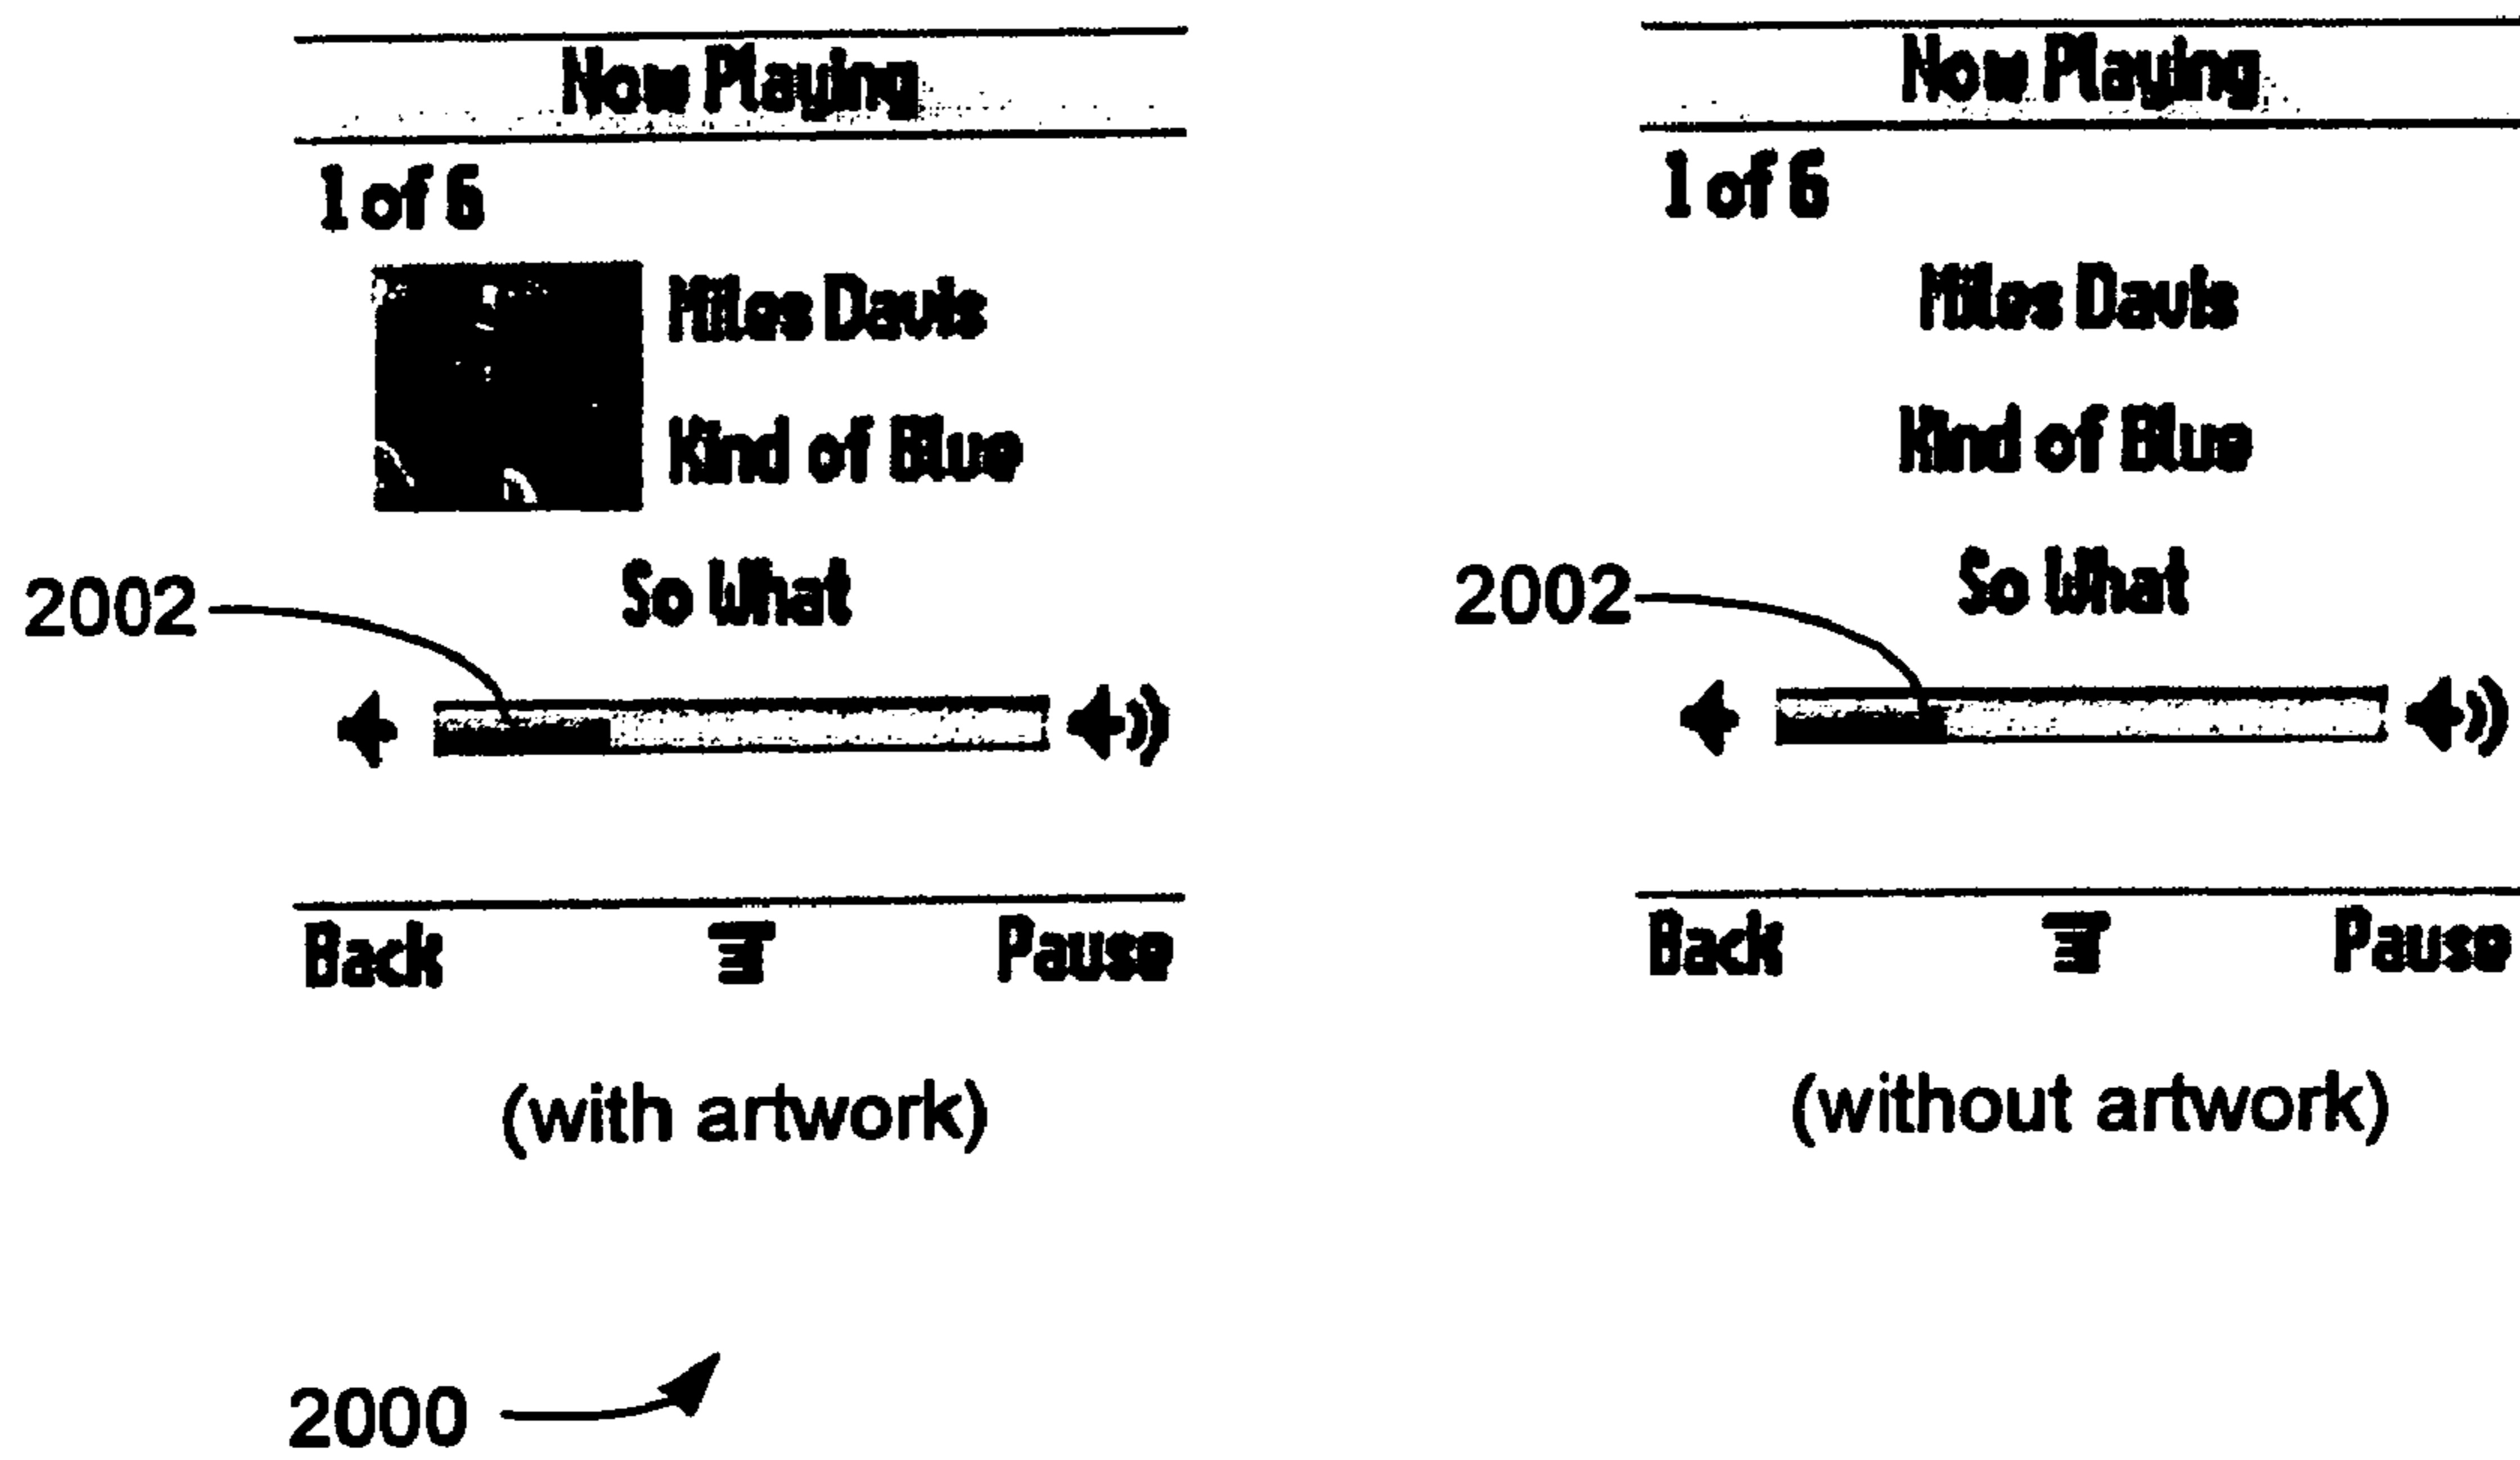 Now Playing
1 of 6
Miles Davis
Kind of Blue
So What
2002
Back
Pause
(with artwork)
2000
Now Playing
1 of 6
Miles Davis
Kind of Blue
So What
2002
Back
Pause
(without artwork)